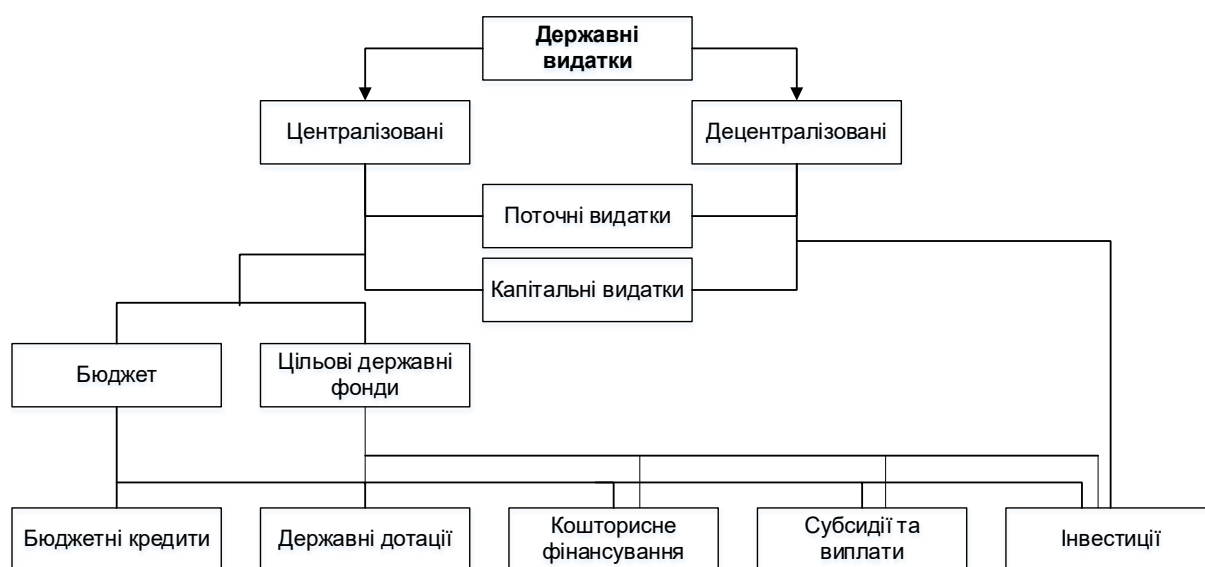 Державні
видатки
Централізовані
Децентралізовані
Поточні видатки
Капітальні видатки
Бюджет
Цільові державні
фонди
Бюджетні кредити
Державні дотації
Кошторисне
фінансування
Субсидії та
виплати
Інвестиції